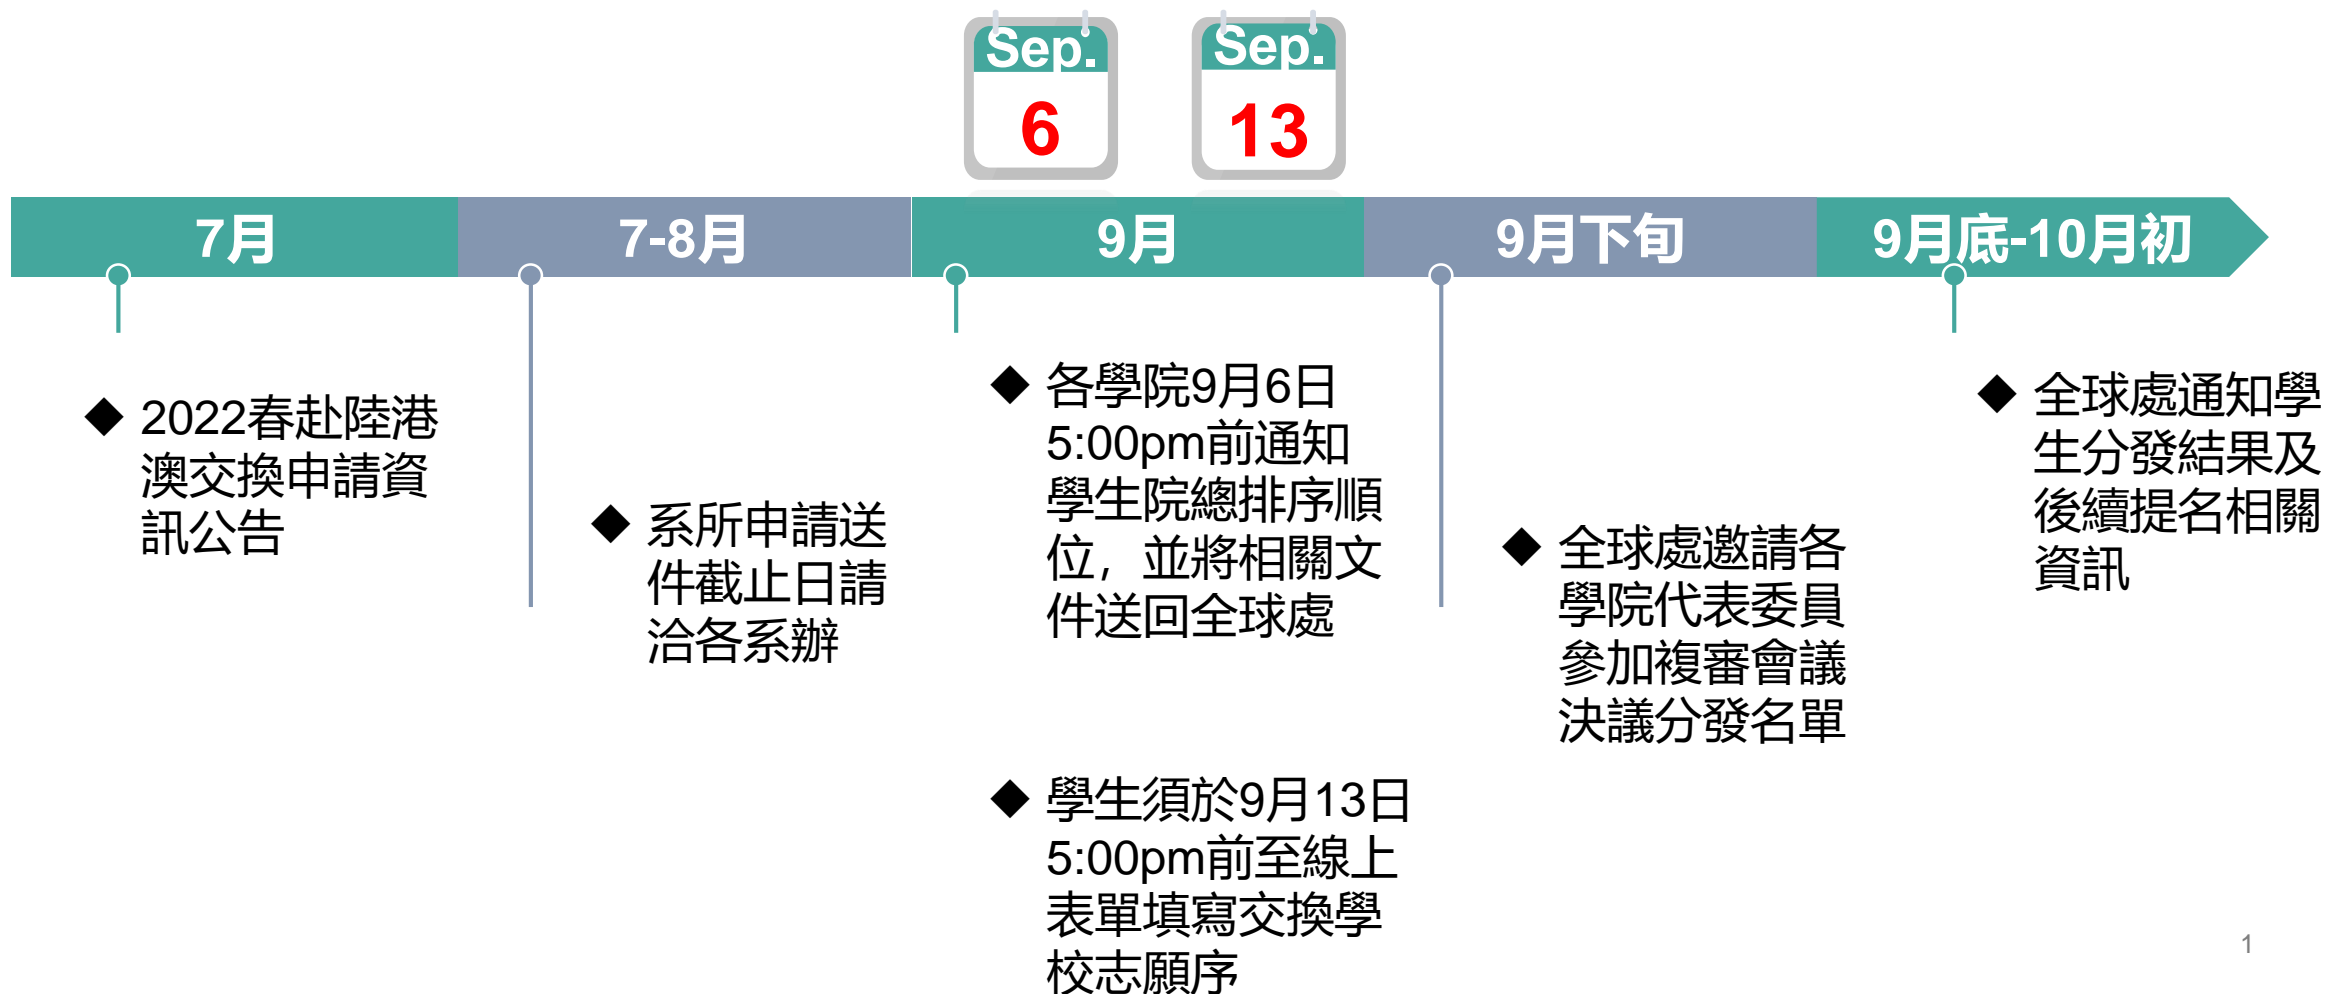 Sep.
6
Sep.
13
7月
7-8月
9月
9月下旬
9月底-10月初
◆ 2022春赴陸港
澳交換申請資
訊公告
◆ 系所申請送
件截止日請
洽各系辦
◆ 各學院9月6日
5:00pm前通知
學生院總排序順
位，並將相關文
件送回全球處
◆ 學生須於9月13日
5:00pm前至線上
表單填寫交換學
校志願序
◆ 全球處邀請各
學院代表委員
參加複審會議
決議分發名單
◆ 全球處通知學
生分發結果及
後續提名相關
資訊
1